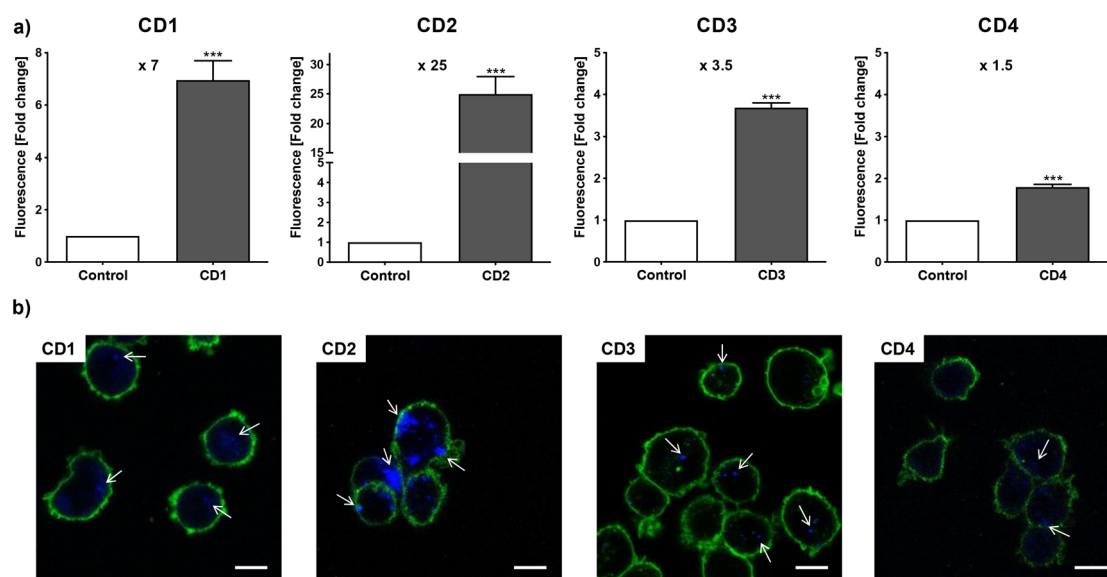 a)
CD1
Fluorescence [Fold change]
8
6
4
2
0
x 7
***
Control
CD1
CD2
Fluorescence [Fold change]
30
25
20
15
5
4
3
2
1
0
x 25
***
Control
CD2
CD3
Fluorescence [Fold change]
5
4
3
2
1
0
x 3.5
***
Control
CD3
CD4
Fluorescence [Fold change]
5
4
3
2
1
0
x 1.5
***
Control
CD4
b)
CD1
CD2
CD3
CD4